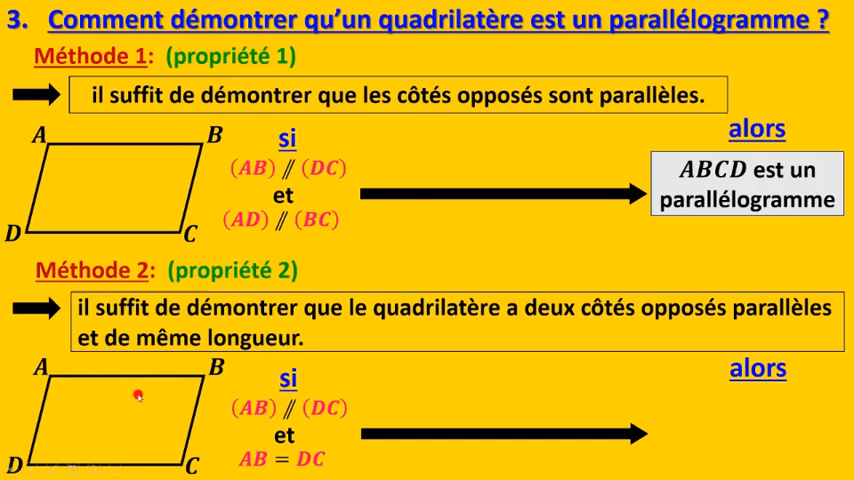 3. Comment démontrer qu'un quadrilatère est un parallélogramme ?
Méthode 1: (propriété 1)
il suffit de démontrer que les côtés opposés sont parallèles.
A B
D C
si
(AB) // (DC)
et
(AD) // (BC)
alors
ABCD est un
parallélogramme
Méthode 2: (propriété 2)
il suffit de démontrer que le quadrilatère a deux côtés opposés parallèles
et de même longueur.
A B
D C
si
(AB) // (DC)
et
AB = DC
alors